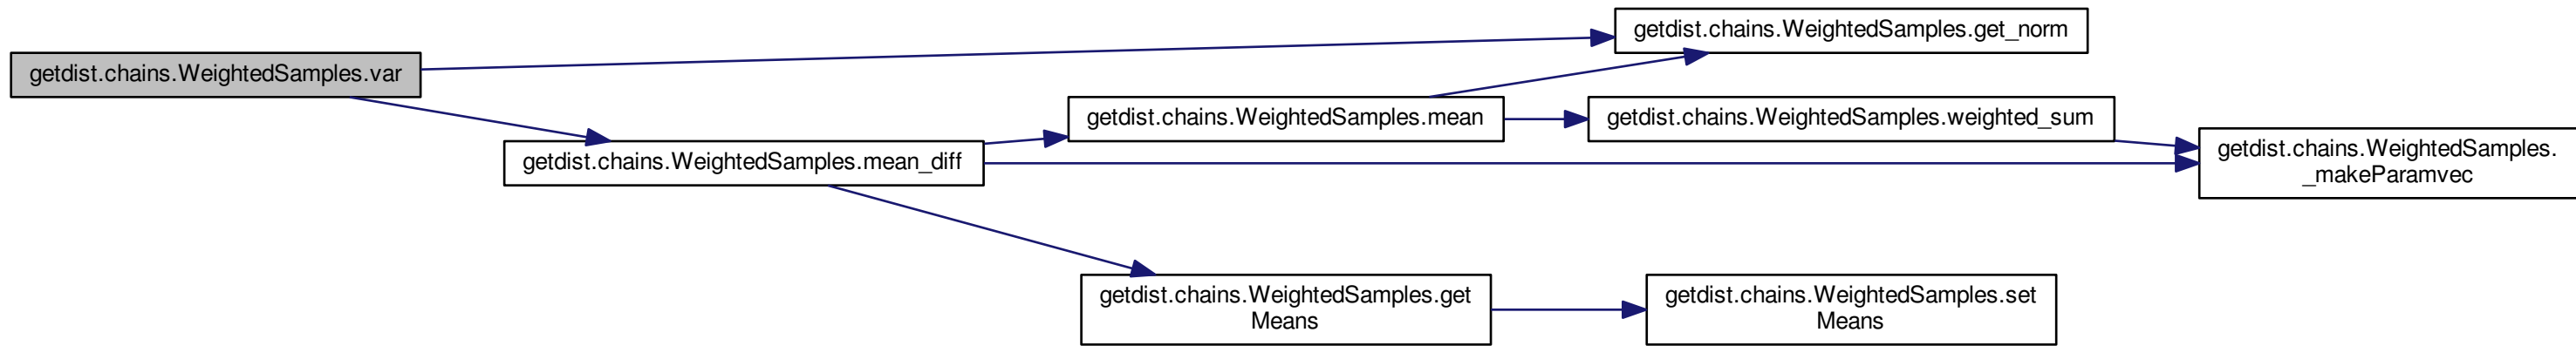 getdist.chains.WeightedSamples.var
getdist.chains.WeightedSamples.mean_diff
getdist.chains.WeightedSamples.mean
getdist.chains.WeightedSamples.get
Means
getdist.chains.WeightedSamples.get_norm
getdist.chains.WeightedSamples.weighted_sum
getdist.chains.WeightedSamples.set
Means
getdist.chains.WeightedSamples.
_makeParamvec